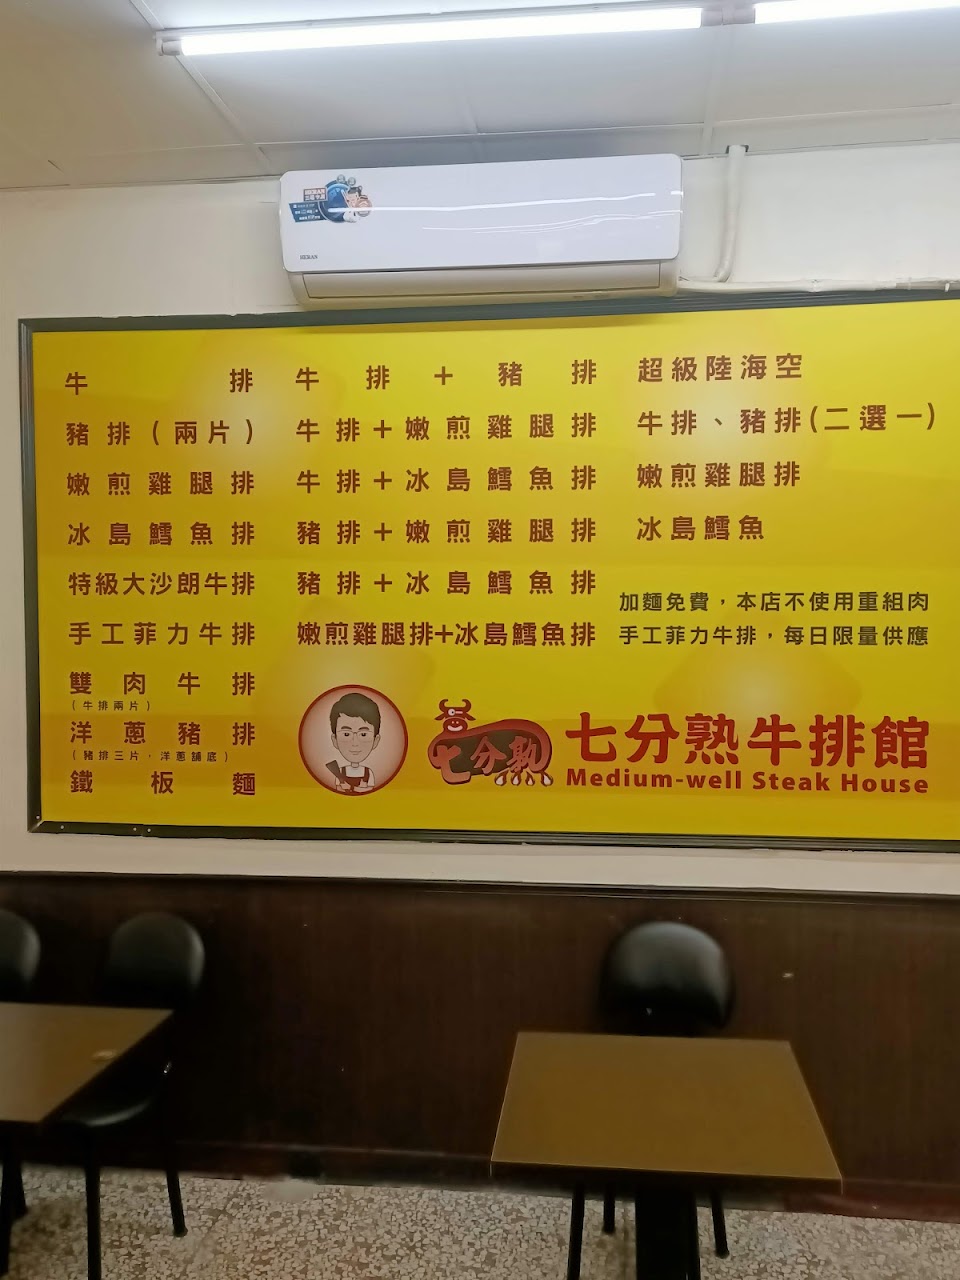 HERAN
牛排
豬排(兩片)
嫩煎雞腿排
冰島鱈魚排
特級大沙朗牛排
手工菲力牛排
雙肉牛排
(牛排兩片)
洋蔥豬排
(豬排三片，洋蔥舖底)
鐵板麵
牛排+豬排
牛排+嫩煎雞腿排
牛排+冰島鱈魚排
豬排+嫩煎雞腿排
豬排+冰島鱈魚排
嫩煎雞腿排+冰島鱈魚排
超級陸海空
牛排、豬排(二選一)
嫩煎雞腿排
冰島鱈魚
加麵免費，本店不使用重組肉
手工菲力牛排，每日限量供應
七分熟
七分熟牛排館
Medium-well Steak House